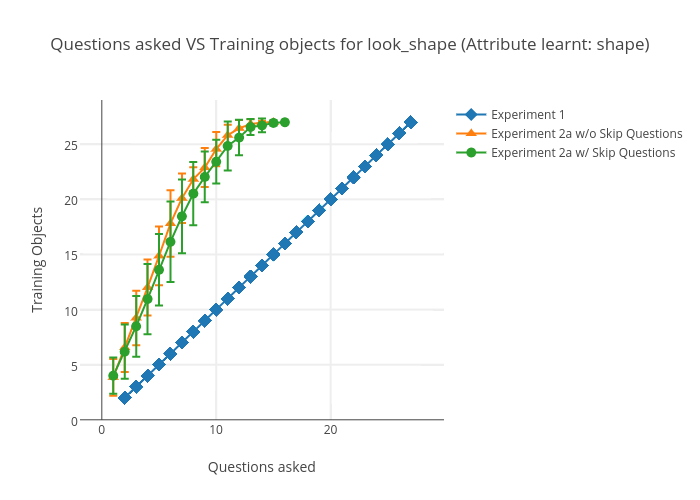 Questions asked VS Training objects for look_shape (Attribute learnt: shape)
Experiment 1
Experiment 2a w/o Skip Questions
Experiment 2a w/ Skip Questions
25
20
15
10
5
0
Training Objects
0 10 20
Questions asked